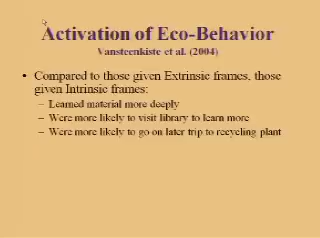 Activation of Eco-Behavior
Vansteenkiste et al. (2004)
• Compared to those given Extrinsic frames, those
given Intrinsic frames:
– Learned material more deeply
– Were more likely to visit library to learn more
– Were more likely to go on later trip to recycling plant